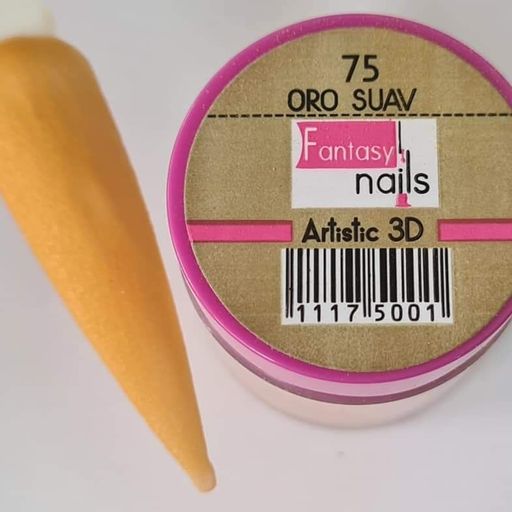 75
ORO SUAV
Fantasy
nails
Artistic 3D
1117 5001